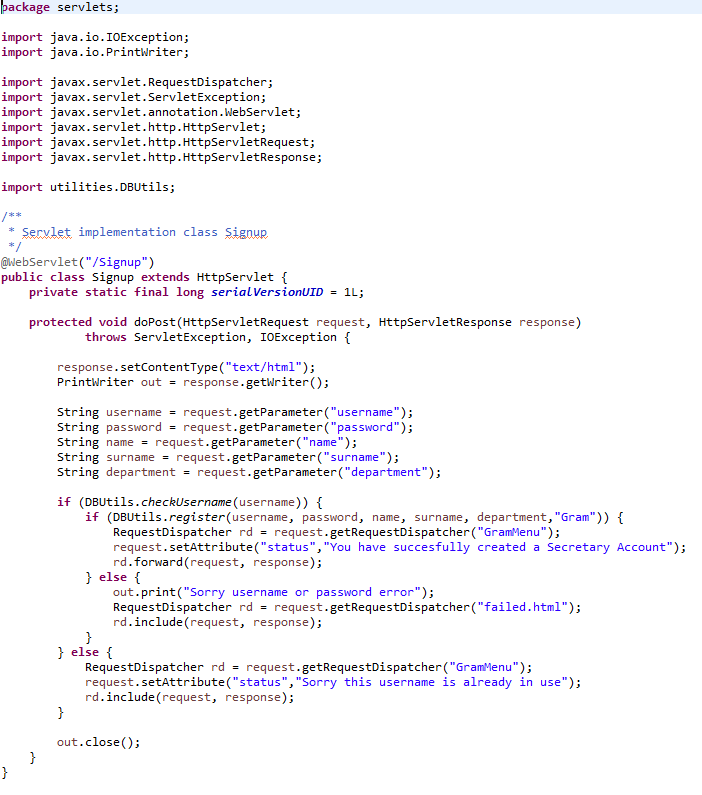 package servlets;
import java.io.IOException;
import java.io.PrintWriter;
import javax.servlet.RequestDispatcher;
import javax.servlet.ServletException;
import javax.servlet.annotation.WebServlet;
import javax.servlet.http.HttpServlet;
import javax.servlet.http.HttpServletRequest;
import javax.servlet.http.HttpServletResponse;
import utilities.DBUtils;
/**
 * Servlet implementation class Signup
 */
@WebServlet("/Signup")
public class Signup extends HttpServlet {
    private static final long serialVersionUID = 1L;
    protected void doPost(HttpServletRequest request, HttpServletResponse response)
            throws ServletException, IOException {
        response.setContentType("text/html");
        PrintWriter out = response.getWriter();
        String username = request.getParameter("username");
        String password = request.getParameter("password");
        String name = request.getParameter("name");
        String surname = request.getParameter("surname");
        String department = request.getParameter("department");
        if (DBUtils.checkUsername(username)) {
            if (DBUtils.register(username, password, name, surname, department,"Gram")) {
                RequestDispatcher rd = request.getRequestDispatcher("GramMenu");
                request.setAttribute("status","You have succesfully created a Secretary Account");
                rd.forward(request, response);
            } else {
                out.print("Sorry username or password error");
                RequestDispatcher rd = request.getRequestDispatcher("failed.html");
                rd.include(request, response);
            }
        } else {
            RequestDispatcher rd = request.getRequestDispatcher("GramMenu");
            request.setAttribute("status","Sorry this username is already in use");
            rd.include(request, response);
        }
        out.close();
    }
}